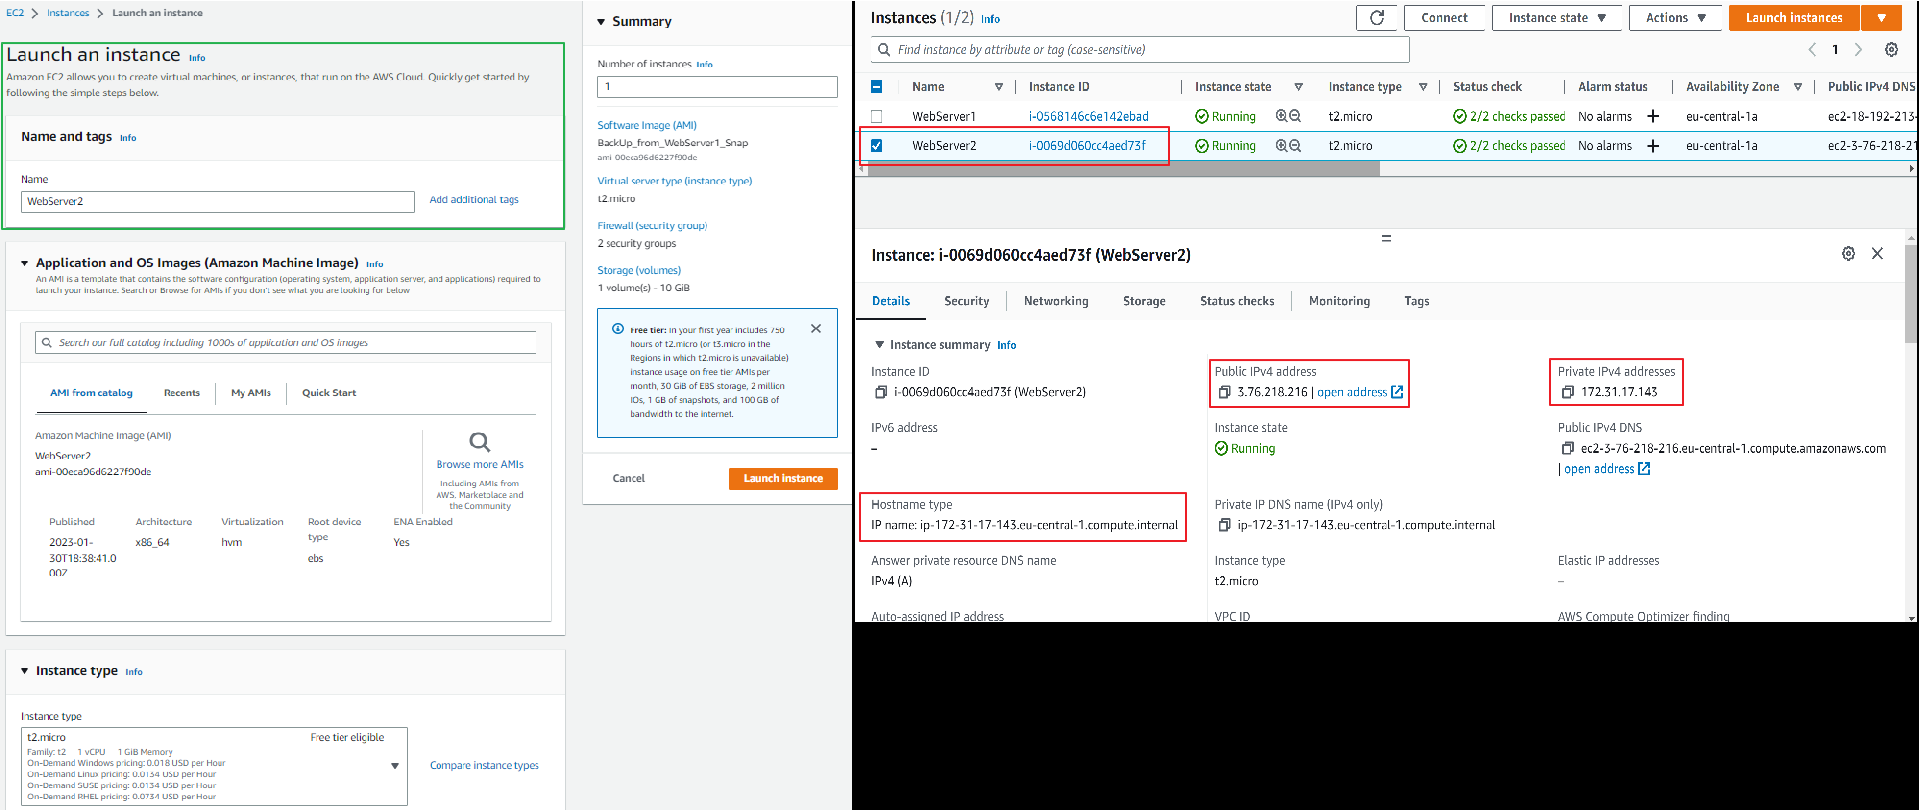 EC2 > Instances > Launch an instance
Launch an instance Info
Amazon EC2 allows you to create virtual machines, or instances, that run on the AWS Cloud. Quickly get started by
following the simple steps below.
Name and tags Info
Name
WebServer2
Add additional tags
Application and OS Images (Amazon Machine Image) Info
An AMI is a template that contains the software configuration (operating system, application server, and applications) required to
launch your instance. Search or Browse for AMIs if you don't see what you are looking for below
Search our full catalog including 1000s of application and OS images
AMI from catalog
Recents
My AMIs
Quick Start
Amazon Machine Image (AMI)
WebServer2
ami-00eca96d6227f90de
Browse more AMIs
Including AMIs from
AWS, Marketplace and
the Community
Published
2023-01-
30T18:38:41.0
00Z
Architecture
x86_64
Virtualization
hvm
Root device
type
ebs
ENA Enabled
Yes
Instance type Info
Instance type
t2.micro
Free tier eligible
Family: t2 1 vCPU 1 GiB Memory
On-Demand Windows pricing: 0.018 USD per Hour
On-Demand Linux pricing: 0.0134 USD per Hour
On-Demand SUSE pricing: 0.0134 USD per Hour
On-Demand RHEL pricing: 0.0734 USD per Hour
Compare instance types
Summary
Number of instances Info
1
Software Image (AMI)
BackUp_from_WebServer1_Snap
ami-00eca96d6227f90de
Virtual server type (instance type)
t2.micro
Firewall (security group)
2 security groups
Storage (volumes)
1 volume(s) - 10 GiB
Free tier: In your first year includes 750
hours of t2.micro (or t3.micro in the
Regions in which t2.micro is unavailable)
instance usage on free tier AMIs per
month, 30 GiB of EBS storage, 2 million
IOs, 1 GB of snapshots, and 100 GB of
bandwidth to the internet.
Cancel
Launch instance
Instances (1/2) Info
Connect
Instance state
Actions
Launch instances
Find instance by attribute or tag (case-sensitive)
1
Name
Instance ID
Instance state
Instance type
Status check
Alarm status
Availability Zone
Public IPv4 DNS
WebServer1 i-0568146c6e142ebad Running t2.micro 2/2 checks passed No alarms + eu-central-1a ec2-18-192-213-
WebServer2 i-0069d060cc4aed73f Running t2.micro 2/2 checks passed No alarms + eu-central-1a ec2-3-76-218-21
Instance: i-0069d060cc4aed73f (WebServer2)
Details
Security
Networking
Storage
Status checks
Monitoring
Tags
Instance summary Info
Instance ID
i-0069d060cc4aed73f (WebServer2)
Public IPv4 address
3.76.218.216 | open address
Private IPv4 addresses
172.31.17.143
IPv6 address
–
Instance state
Running
Public IPv4 DNS
ec2-3-76-218-216.eu-central-1.compute.amazonaws.com
| open address
Hostname type
IP name: ip-172-31-17-143.eu-central-1.compute.internal
Private IP DNS name (IPv4 only)
ip-172-31-17-143.eu-central-1.compute.internal
Answer private resource DNS name
IPv4 (A)
Instance type
t2.micro
Elastic IP addresses
–
Auto-assigned IP address
VPC ID
AWS Compute Optimizer finding